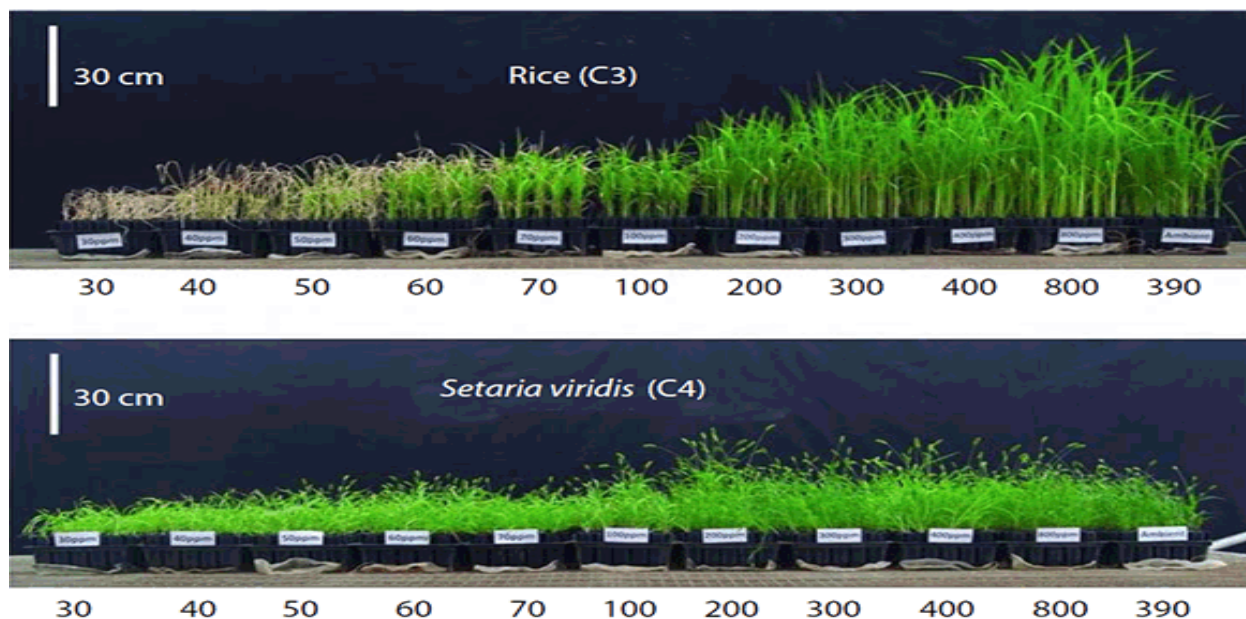 30 cm
Rice (C3)
30ppm 40ppm 50ppm 60ppm 70ppm 100ppm 200ppm 300ppm 400ppm 800ppm Ambient
30 40 50 60 70 100 200 300 400 800 390
30 cm
Setaria viridis (C4)
30ppm 40ppm 50ppm 60ppm 70ppm 100ppm 200ppm 300ppm 400ppm 800ppm Ambient
30 40 50 60 70 100 200 300 400 800 390